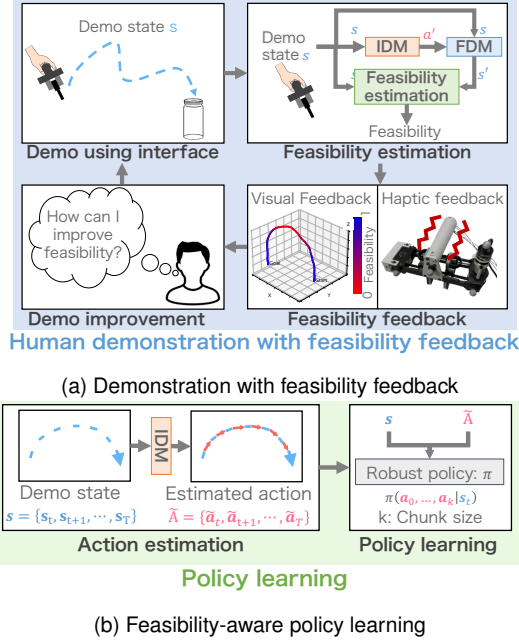 Demo state s
Demo using interface
Demo
state s
s
IDM
a′
FDM
s
s
s′
Feasibility
estimation
Feasibility
Feasibility estimation
How can I
improve
feasibility?
Demo improvement
Visual Feedback
Haptic feedback
0 Feasibility 1
X
Y
z
Feasibility feedback
Human demonstration with feasibility feedback
(a) Demonstration with feasibility feedback
Demo state
s = {s_t, s_{t+1}, ⋯, s_T}
IDM
Estimated action
Ã = {ã_t, ã_{t+1}, ⋯, ã_T}
Action estimation
s
Ã
Robust policy: π
π(a_0, ..., a_k|s_t)
k: Chunk size
Policy learning
Policy learning
(b) Feasibility-aware policy learning